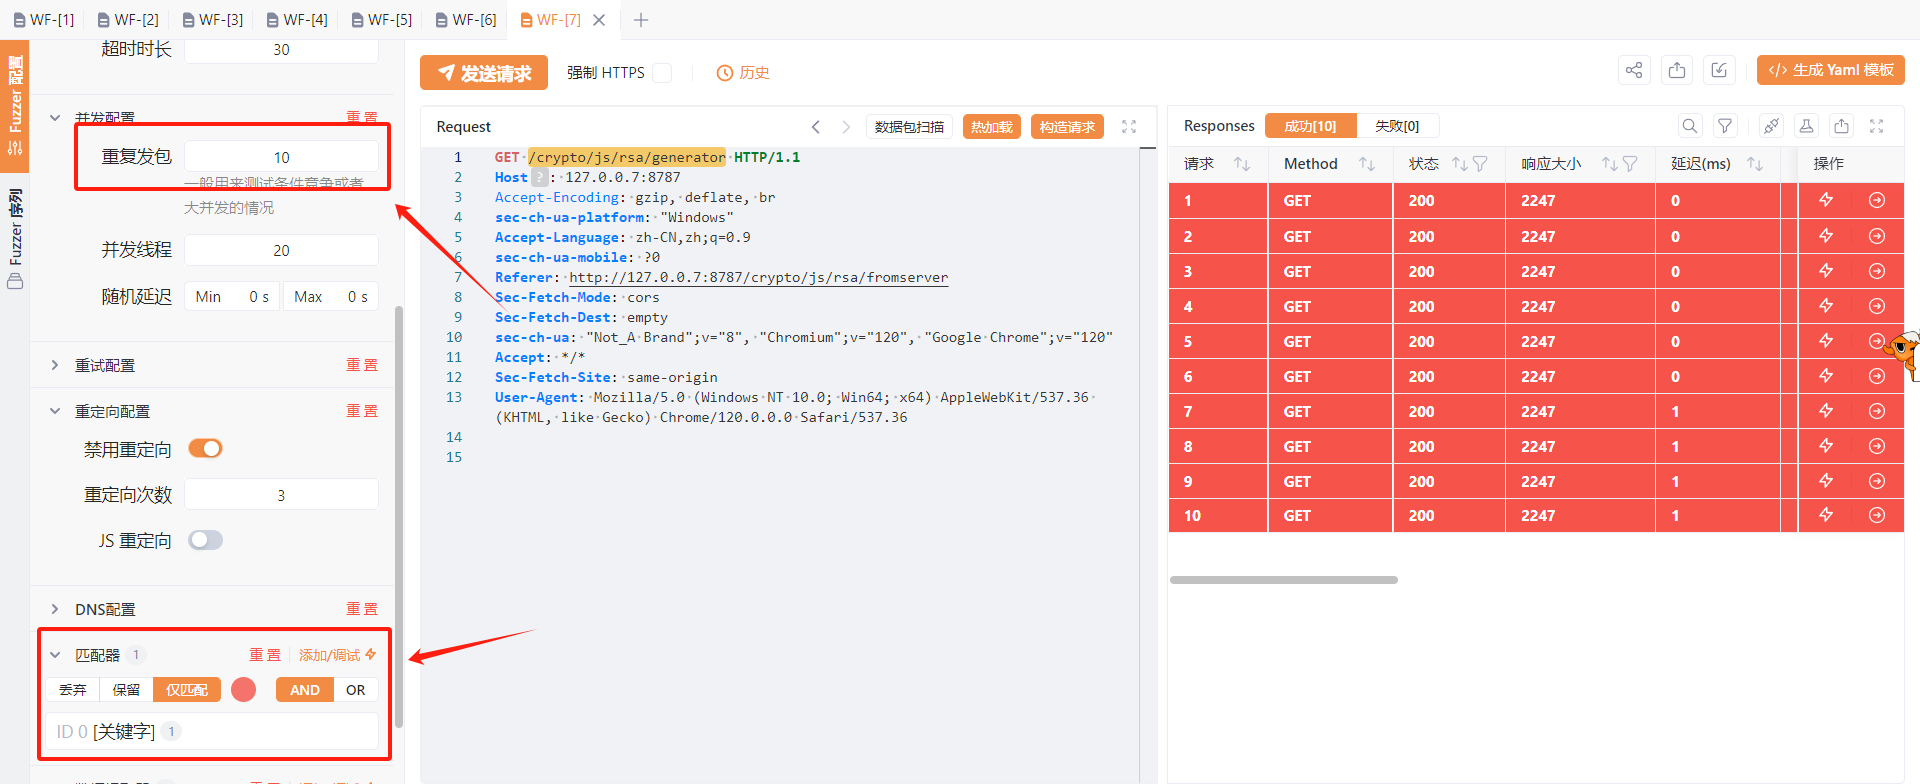 WF-[1] WF-[2] WF-[3] WF-[4] WF-[5] WF-[6] WF-[7]
Fuzzer 配置
Fuzzer 序列
超时时长 30
并发配置 重置
重复发包 10
一般用来测试条件竞争或者
大并发的情况
并发线程 20
随机延迟 Min 0 s Max 0 s
重试配置 重置
重定向配置 重置
禁用重定向
重定向次数 3
JS 重定向
DNS配置 重置
匹配器 1 重置 添加/调试
丢弃 保留 仅匹配 AND OR
ID 0 [关键字] 1
发送请求 强制 HTTPS 历史
生成 Yaml 模板
Request 数据包扫描 热加载 构造请求
1 GET /crypto/js/rsa/generator HTTP/1.1
2 Host ? : 127.0.0.7:8787
3 Accept-Encoding: gzip, deflate, br
4 sec-ch-ua-platform: "Windows"
5 Accept-Language: zh-CN,zh;q=0.9
6 sec-ch-ua-mobile: ?0
7 Referer: http://127.0.0.7:8787/crypto/js/rsa/fromserver
8 Sec-Fetch-Mode: cors
9 Sec-Fetch-Dest: empty
10 sec-ch-ua: "Not_A Brand";v="8", "Chromium";v="120", "Google Chrome";v="120"
11 Accept: */*
12 Sec-Fetch-Site: same-origin
13 User-Agent: Mozilla/5.0 (Windows NT 10.0; Win64; x64) AppleWebKit/537.36
(KHTML, like Gecko) Chrome/120.0.0.0 Safari/537.36
14
15
Responses 成功[10] 失败[0]
请求 Method 状态 响应大小 延迟(ms) 操作
1 GET 200 2247 0
2 GET 200 2247 0
3 GET 200 2247 0
4 GET 200 2247 0
5 GET 200 2247 0
6 GET 200 2247 0
7 GET 200 2247 1
8 GET 200 2247 1
9 GET 200 2247 1
10 GET 200 2247 1